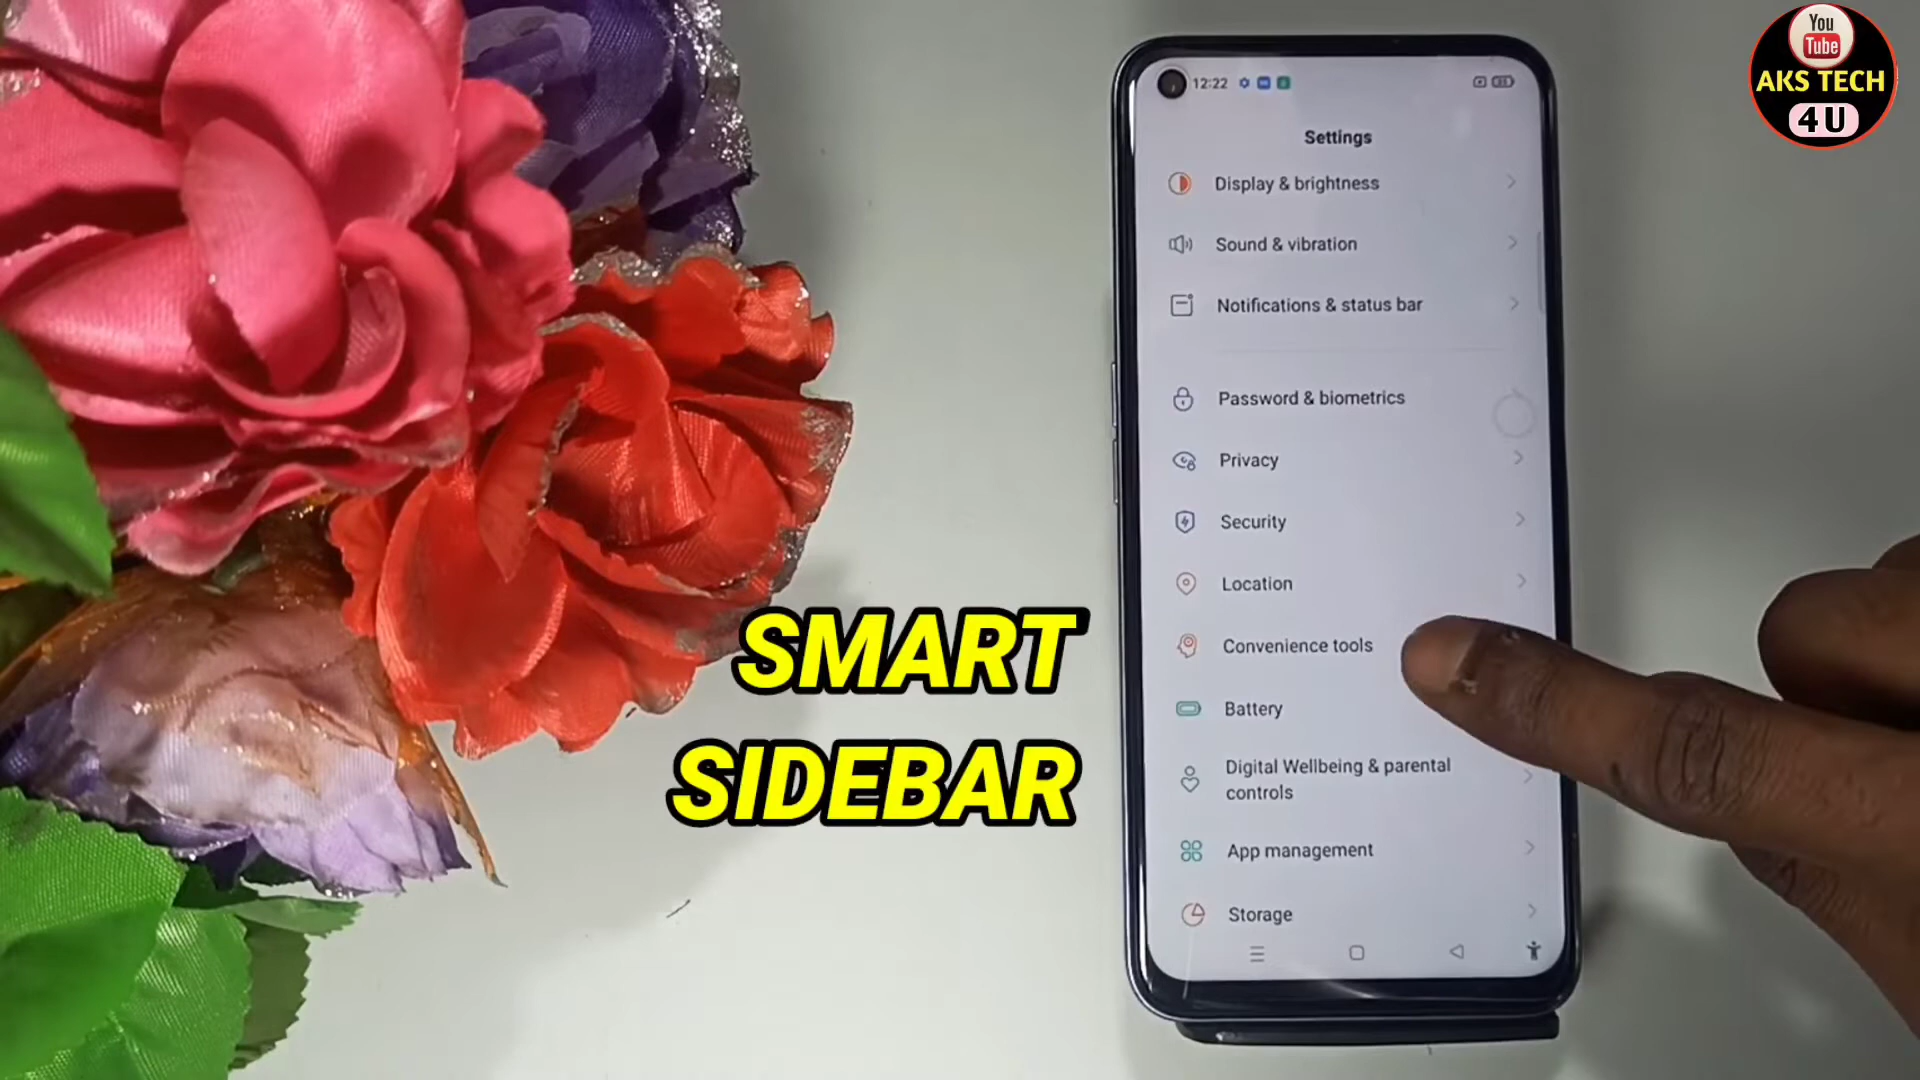 You
Tube
AKS TECH
4U
12:22
Settings
Display & brightness
Sound & vibration
Notifications & status bar
Password & biometrics
Privacy
Security
Location
Convenience tools
Battery
Digital Wellbeing & parental
controls
App management
Storage
SMART
SIDEBAR